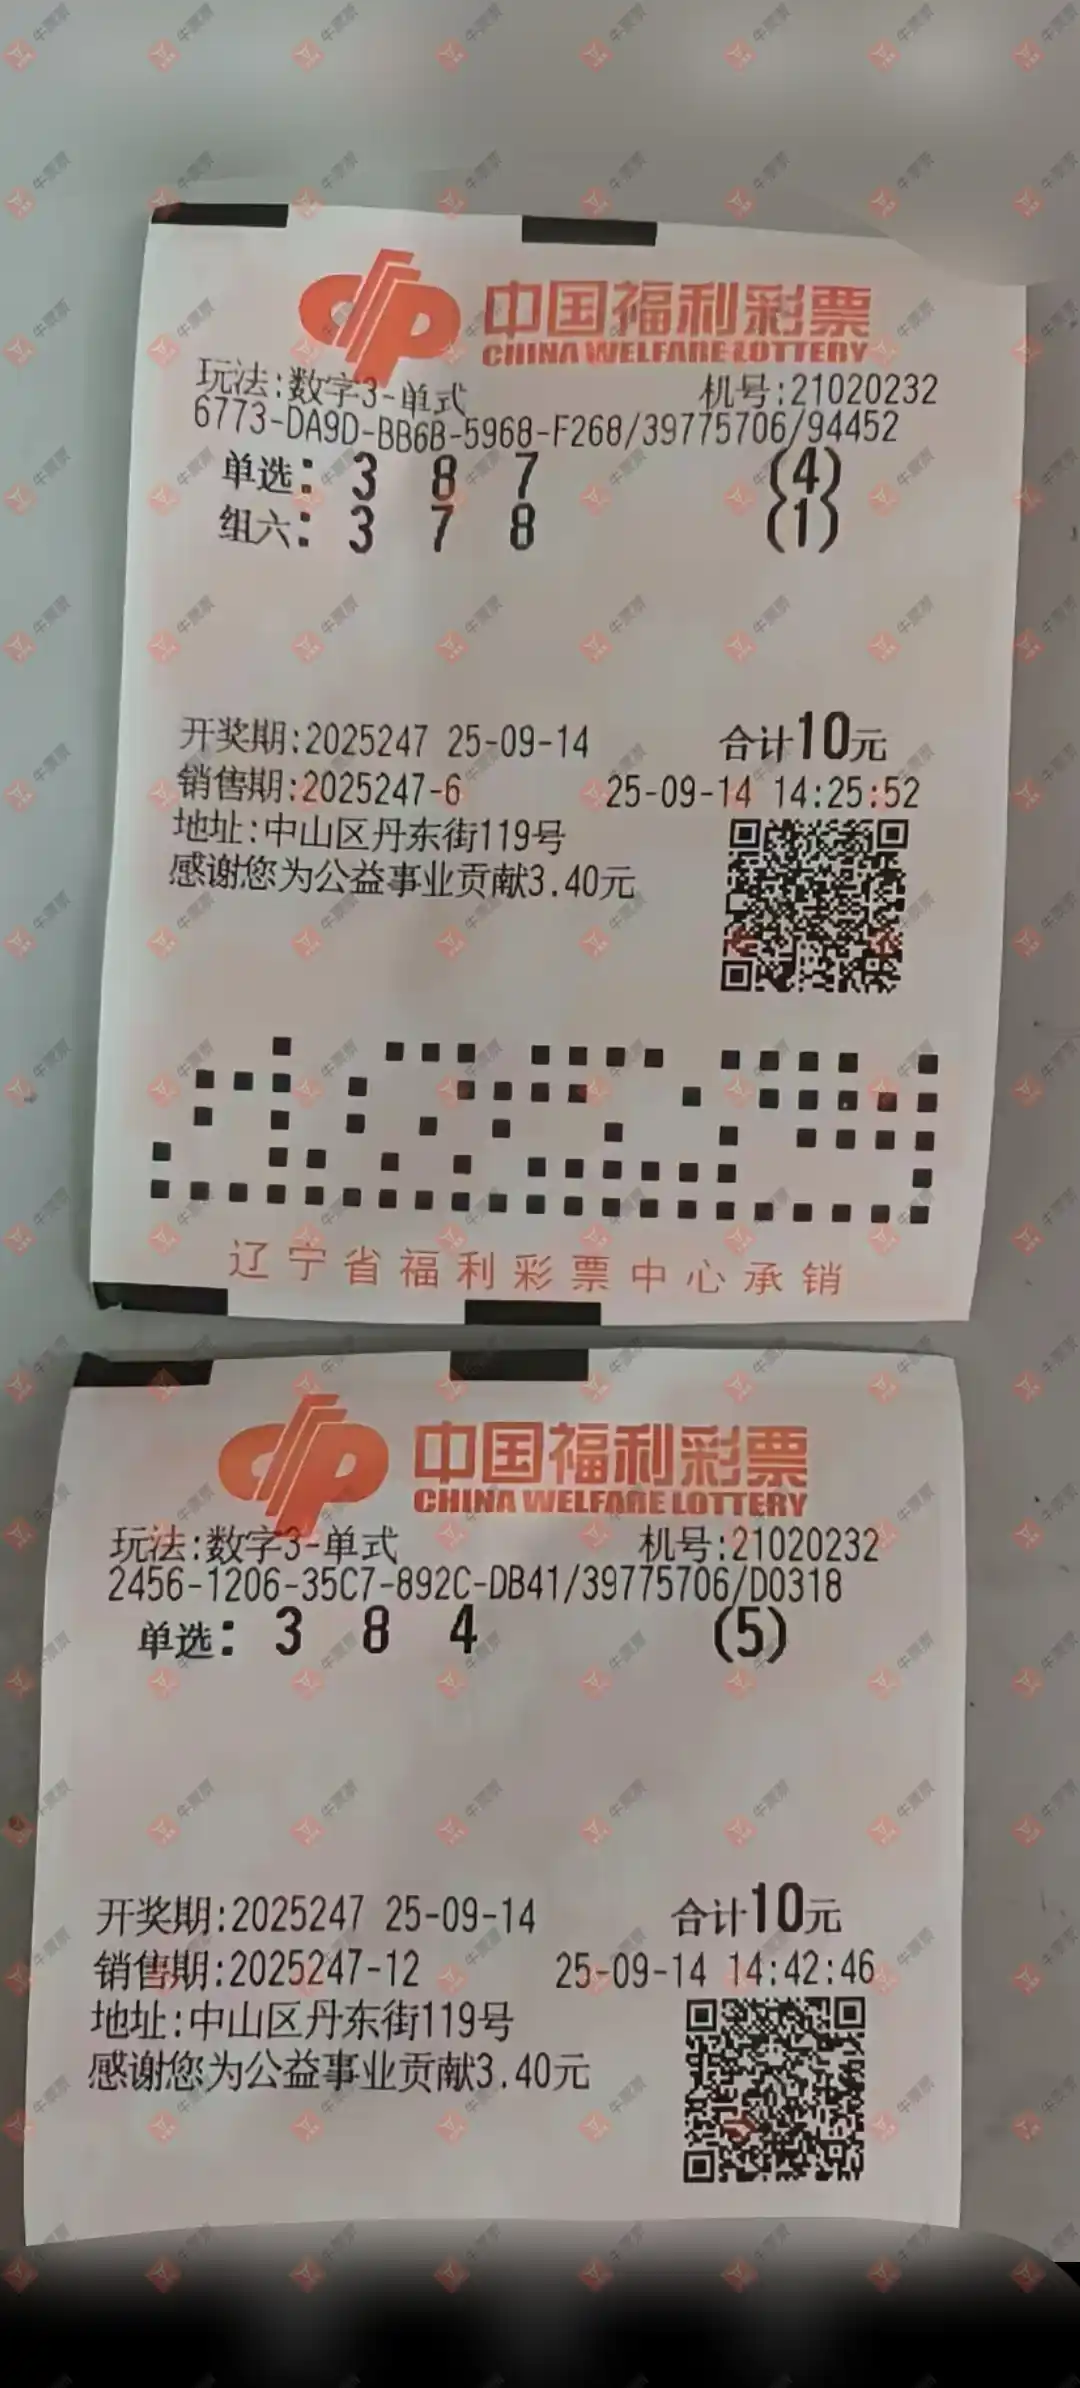 中国福利彩票
CHINA WELFARE LOTTERY
玩法:数字3-单式 机号:21020232
6773-DA9D-BB6B-5968-F268/39775706/94452
单选: 3 8 7 (4)
组六: 3 7 8 (1)
开奖期:2025247 25-09-14 合计10元
销售期:2025247-6 25-09-14 14:25:52
地址:中山区丹东街119号
感谢您为公益事业贡献3.40元
辽宁省福利彩票中心承销
中国福利彩票
CHINA WELFARE LOTTERY
玩法:数字3-单式 机号:21020232
2456-1206-35C7-892C-DB41/39775706/D0318
单选: 3 8 4 (5)
开奖期:2025247 25-09-14 合计10元
销售期:2025247-12 25-09-14 14:42:46
地址:中山区丹东街119号
感谢您为公益事业贡献3.40元